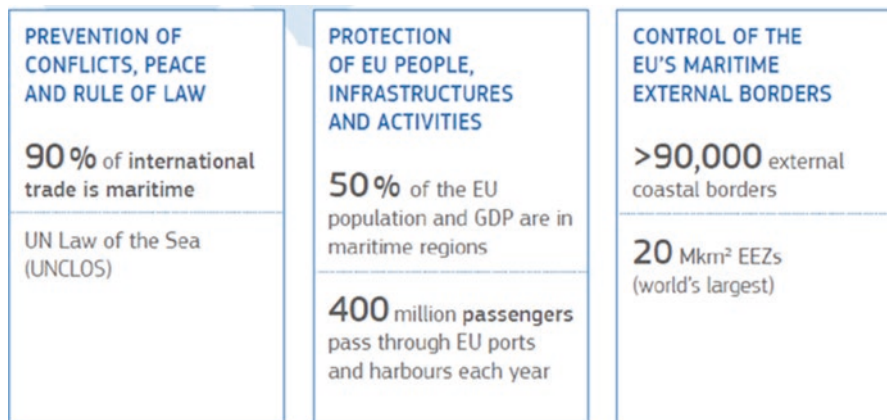 PREVENTION OF
CONFLICTS, PEACE
AND RULE OF LAW
90 % of international
trade is maritime
UN Law of the Sea
(UNCLOS)
PROTECTION
OF EU PEOPLE,
INFRASTRUCTURES
AND ACTIVITIES
50 % of the EU
population and GDP are in
maritime regions
400 million passengers
pass through EU ports
and harbours each year
CONTROL OF THE
EU'S MARITIME
EXTERNAL BORDERS
>90,000 external
coastal borders
20 Mkm² EEZs
(world's largest)